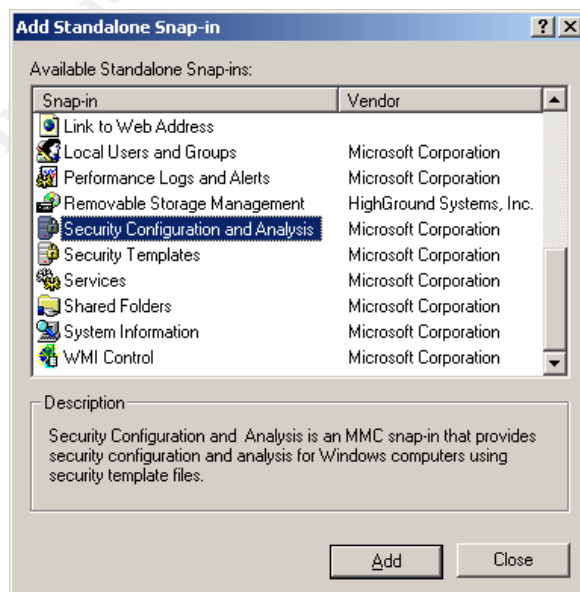 Add Standalone Snap-in
Available Standalone Snap-ins:
Snap-in Vendor
Link to Web Address
Local Users and Groups Microsoft Corporation
Performance Logs and Alerts Microsoft Corporation
Removable Storage Management HighGround Systems, Inc.
Security Configuration and Analysis Microsoft Corporation
Security Templates Microsoft Corporation
Services Microsoft Corporation
Shared Folders Microsoft Corporation
System Information Microsoft Corporation
WMI Control Microsoft Corporation
Description
Security Configuration and Analysis is an MMC snap-in that provides
security configuration and analysis for Windows computers using
security template files.
Add Close